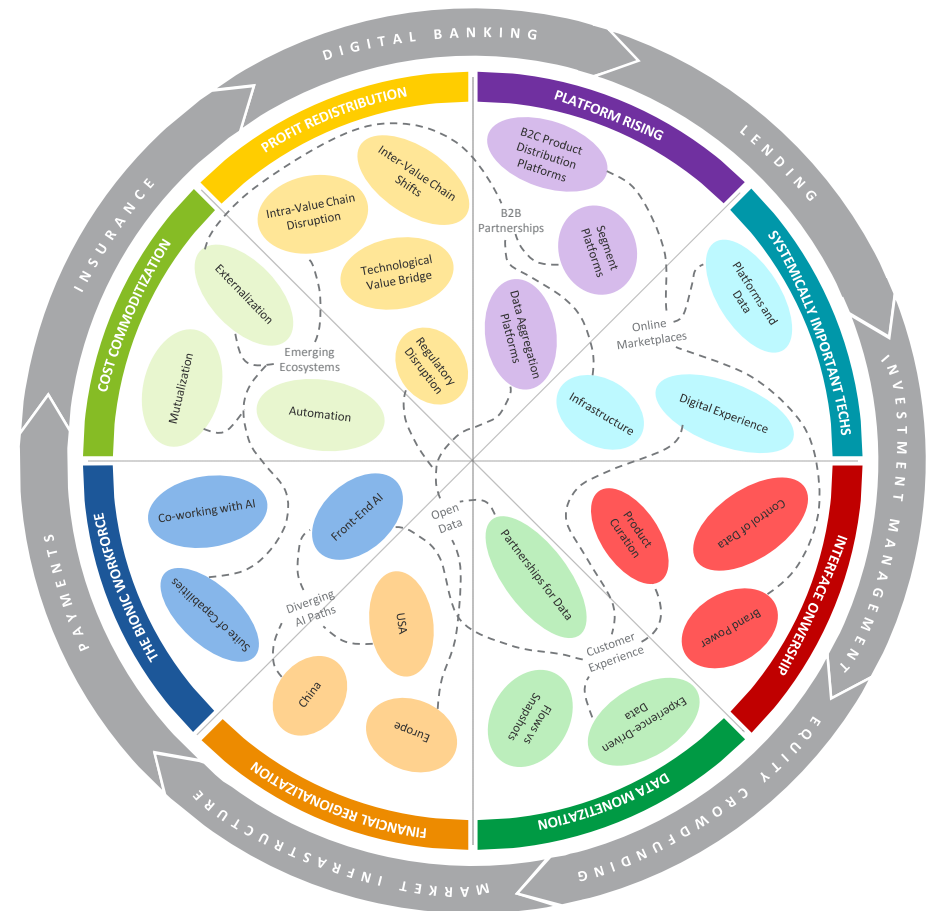 DIGITAL BANKING
LENDING
INVESTMENT MANAGEMENT
EQUITY CROWDFUNDING
MARKET INFRASTRUCTURE
PAYMENTS
INSURANCE
PROFIT REDISTRIBUTION
Inter-Value Chain
Shifts
Intra-Value Chain
Disruption
Technological
Value Bridge
Regulatory
Disruption
PLATFORM RISING
B2C Product
Distribution
Platforms
B2B
Partnerships
Segment
Platforms
Data Aggregation
Platforms
SYSTEMICALLY IMPORTANT TECHS
Platforms and
Data
Online
Marketplaces
Infrastructure
Digital Experience
INTERFACE ONWERSHIP
Product
Curation
Control of Data
Brand Power
DATA MONETIZATION
Partnerships for Data
Customer
Experience
Flows vs
Snapshots
Experience-Driven
Data
FINANCIAL REGIONALIZATION
Diverging
AI Paths
USA
China
Europe
THE BIONIC WORKFORCE
Co-working with AI
Front-End AI
Suite of Capabilities
Open
Data
COST COMMODITIZATION
Externalization
Mutualization
Automation
Emerging
Ecosystems